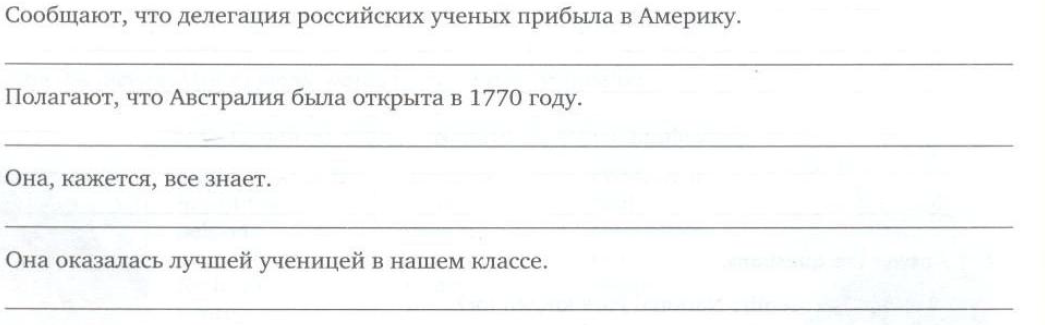 Сообщают, что делегация российских ученых прибыла в Америку.
Полагают, что Австралия была открыта в 1770 году.
Она, кажется, все знает.
Она оказалась лучшей ученицей в нашем классе.